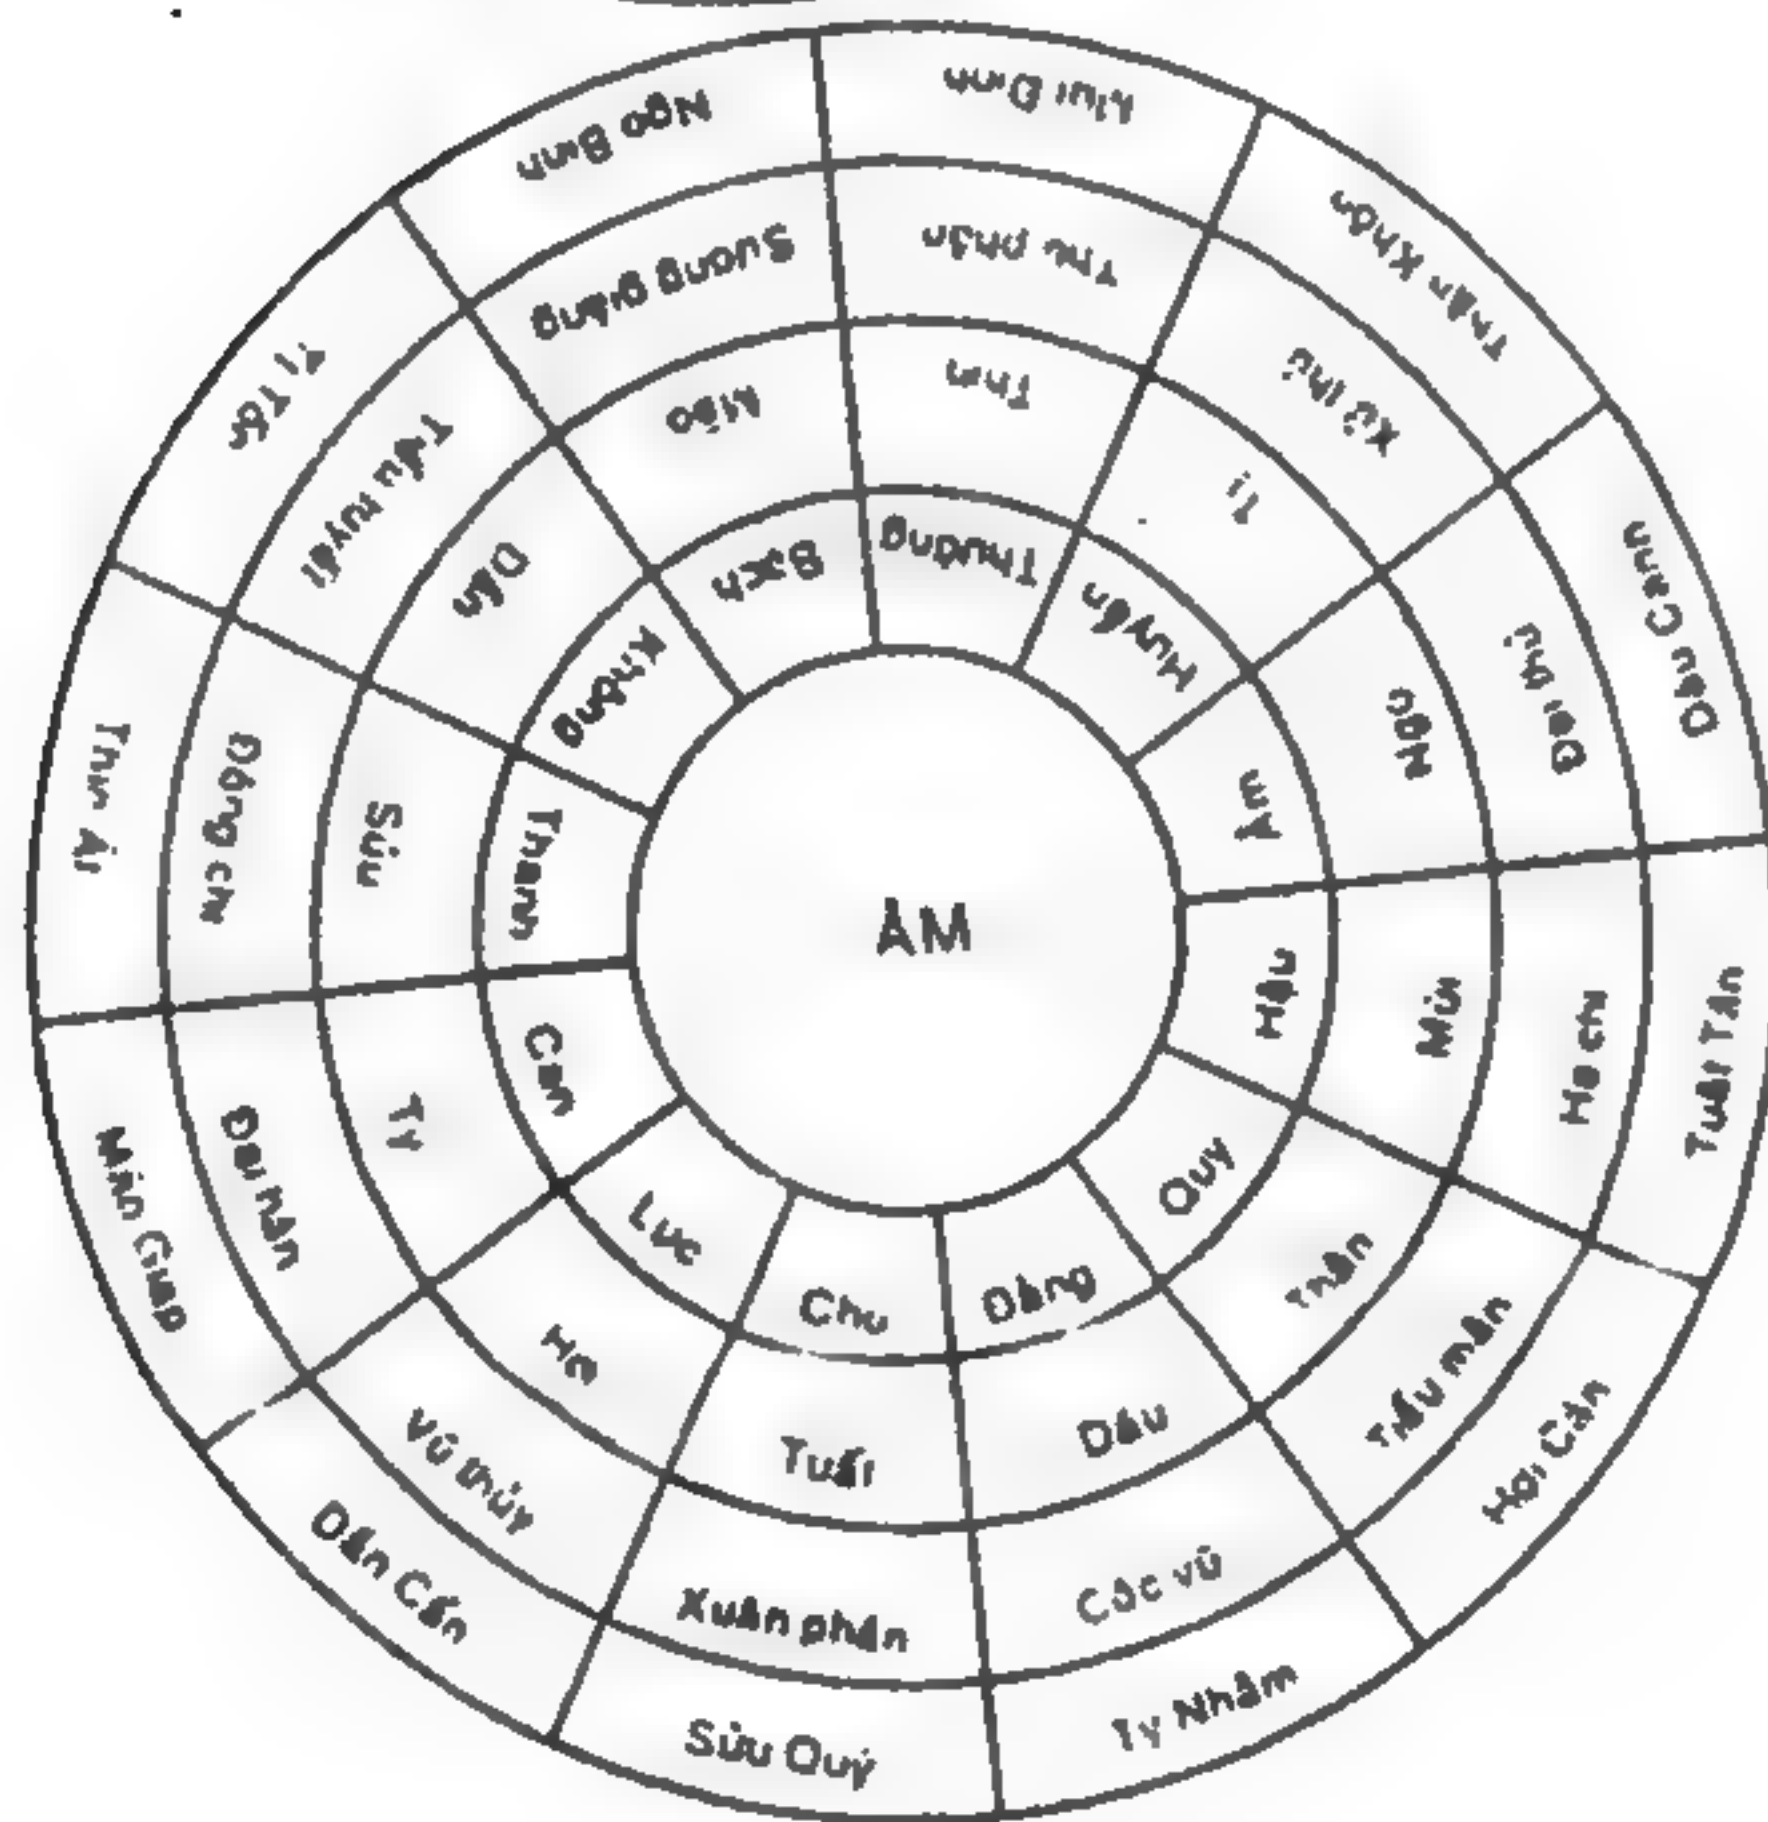 ÂM
Đằng
Chu
Lục
Cam
Thanh
Không
Bạch
Thường
Huyền
Âm
Hậu
Quý
Dậu
Tuất
Hợi
Tý
Sửu
Dần
Mão
Thìn
Tị
Ngọ
Mùi
Thân
Cốc vũ
Xuân phân
Vũ thủy
Đại hàn
Đông chí
Tiểu tuyết
Sương giáng
Thu phân
Xử thử
Đại thử
Hạ chí
Tiểu mãn
Tý Nhâm
Sửu Quý
Dần Cấn
Mão Giáp
Thìn Ất
Tị Tốn
Ngọ Bính
Mùi Đinh
Thân Khôn
Dậu Canh
Tuất Tân
Hợi Càn